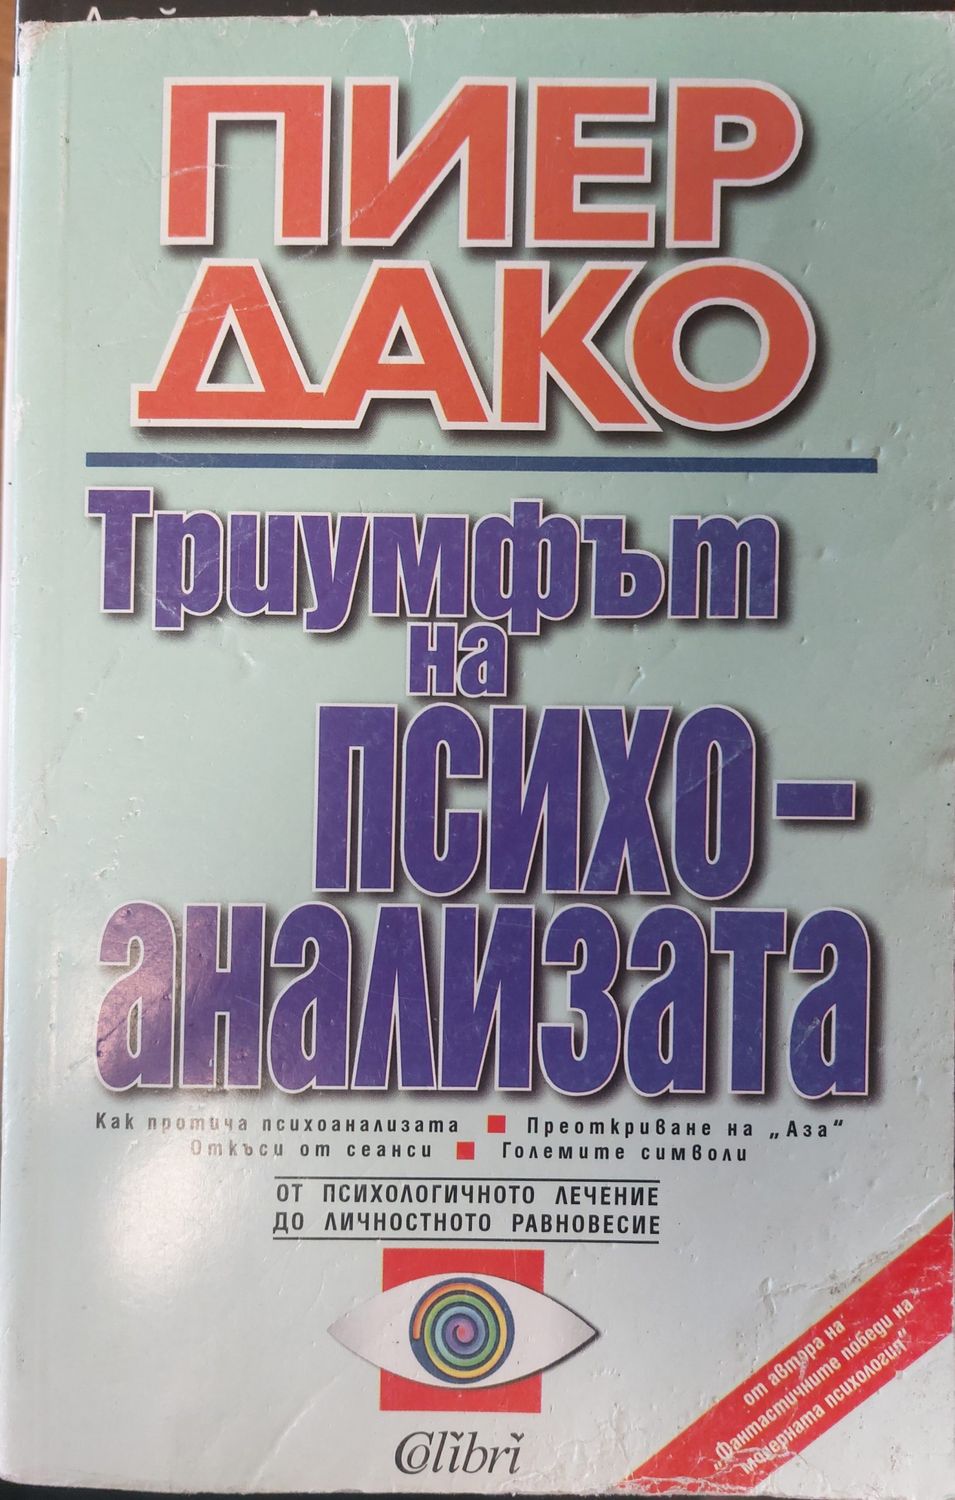 ПИЕР
ДАКО
Триумфът
на
ПСИХО-
анализата
Как протича психоанализата ■ Преоткриване на „Аза“
Откъси от сеанси ■ Големите символи
ОТ ПСИХОЛОГИЧНОТО ЛЕЧЕНИЕ
ДО ЛИЧНОСТНОТО РАВНОВЕСИЕ
от автора на
„Фантастичните победи на
модерната психология“
Colibri